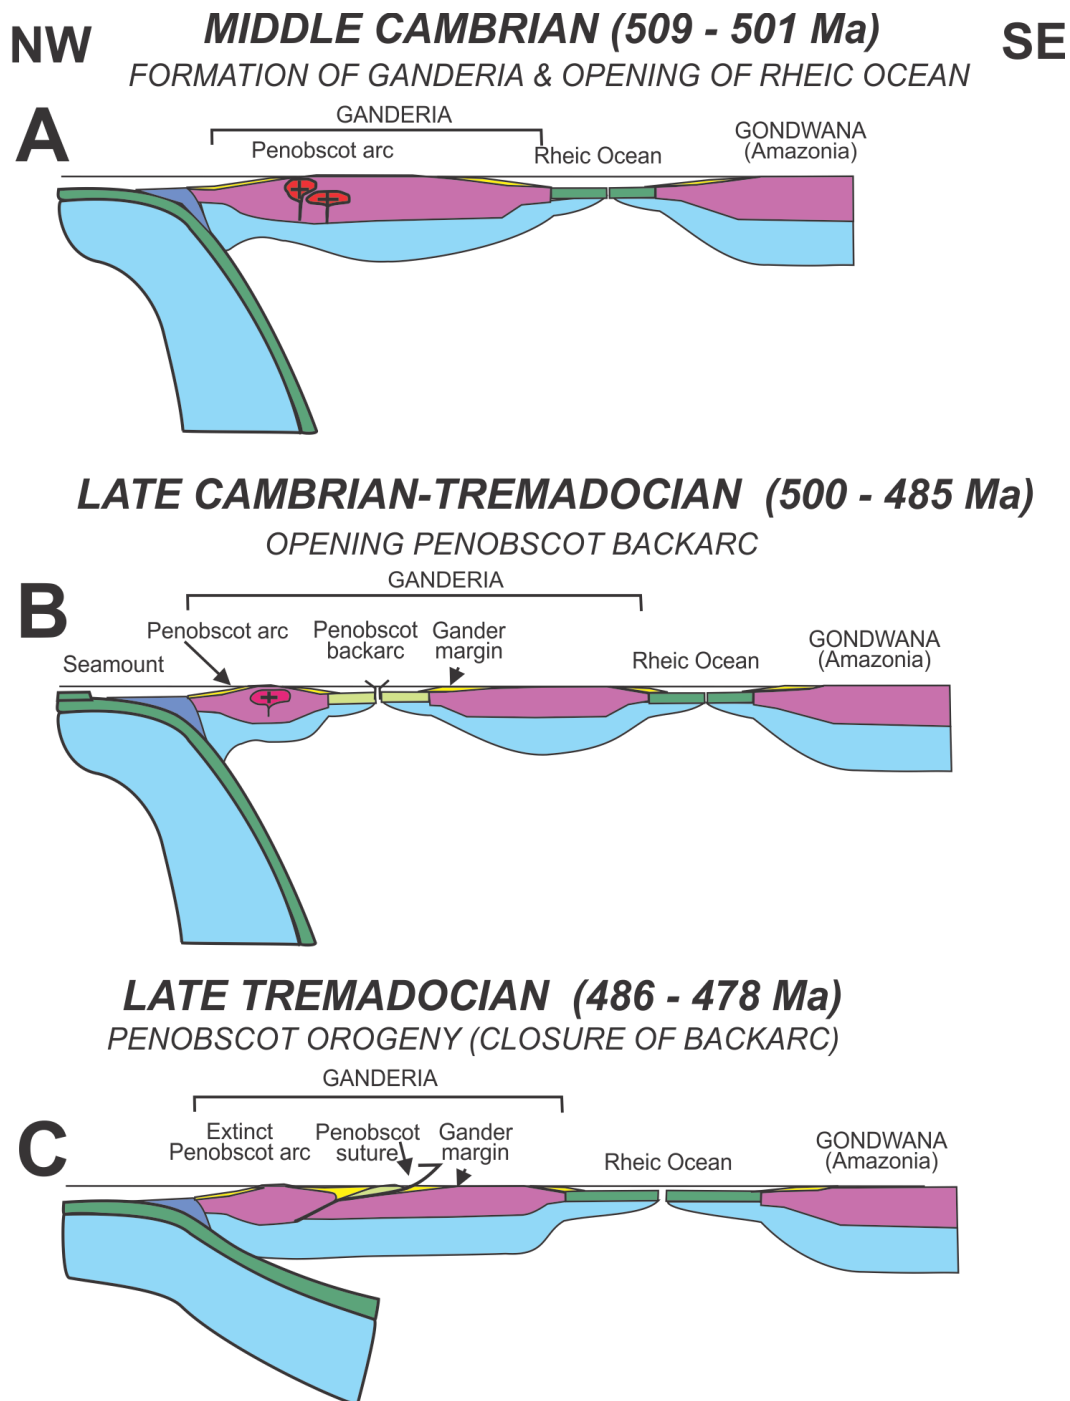 NW
MIDDLE CAMBRIAN (509 - 501 Ma)
SE
FORMATION OF GANDERIA & OPENING OF RHEIC OCEAN
A
GANDERIA
Penobscot arc
Rheic Ocean
GONDWANA
(Amazonia)
LATE CAMBRIAN-TREMADOCIAN (500 - 485 Ma)
OPENING PENOBSCOT BACKARC
B
GANDERIA
Seamount
Penobscot arc
Penobscot
backarc
Gander
margin
Rheic Ocean
GONDWANA
(Amazonia)
LATE TREMADOCIAN (486 - 478 Ma)
PENOBSCOT OROGENY (CLOSURE OF BACKARC)
C
GANDERIA
Extinct
Penobscot arc
Penobscot
suture
Gander
margin
Rheic Ocean
GONDWANA
(Amazonia)